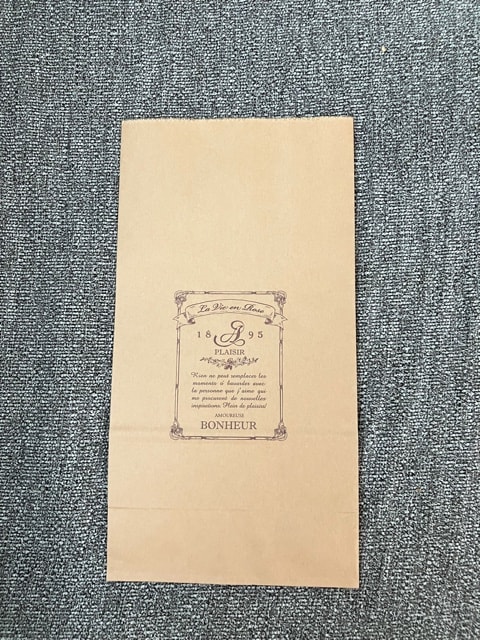 La Vie en Rose
18 A 95
PLAISIR
Rien ne peut remplacer les
moments à bavarder avec
la personne que j'aime qui
me procurent de nouvelles
inspirations. Plein de plaisirs!
AMOUREUSE
BONHEUR